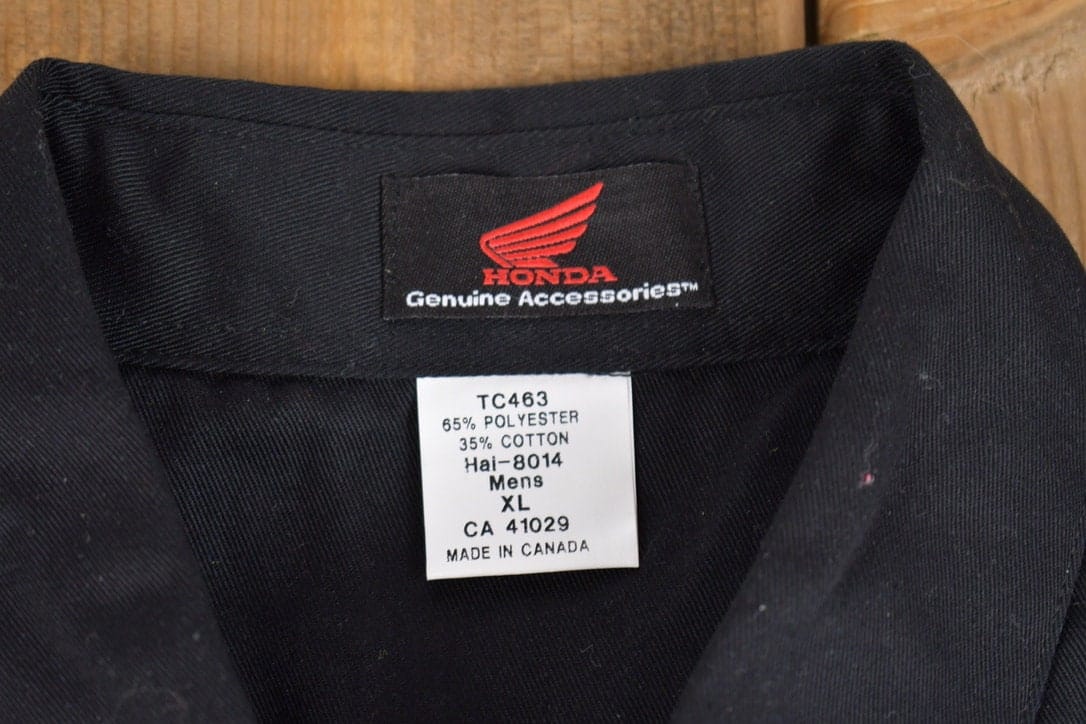 HONDA
Genuine Accessories™
TC463
65% POLYESTER
35% COTTON
Hai-8014
Mens
XL
CA 41029
MADE IN CANADA